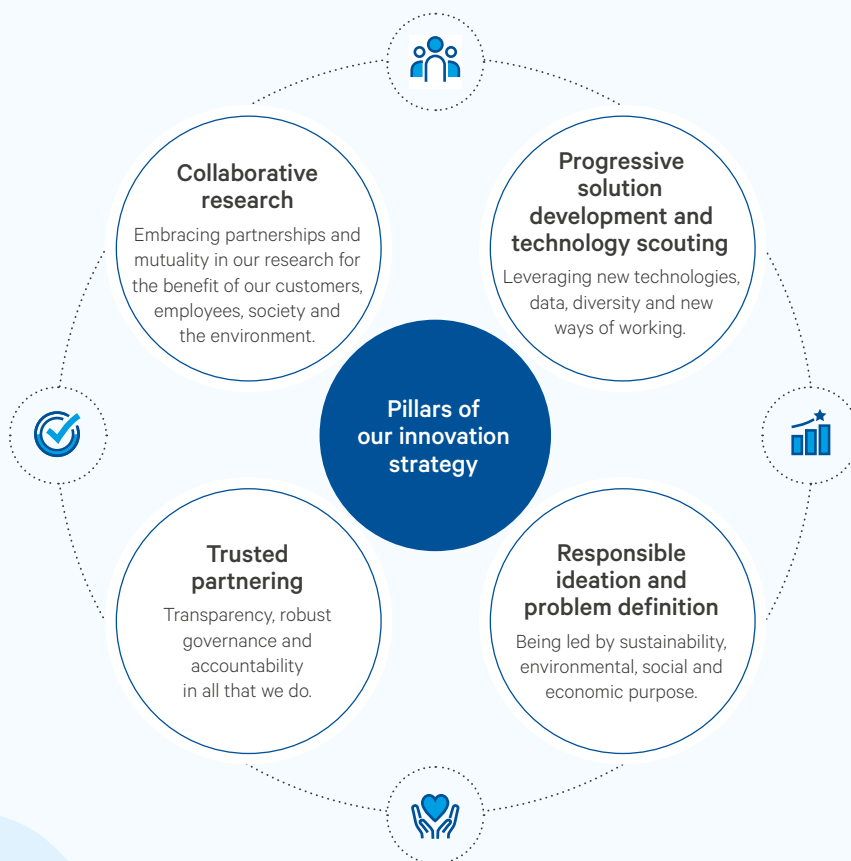 Collaborative
research
Embracing partnerships and
mutuality in our research for
the benefit of our customers,
employees, society and
the environment.
Progressive
solution
development and
technology scouting
Leveraging new technologies,
data, diversity and new
ways of working.
Pillars of
our innovation
strategy
Trusted
partnering
Transparency, robust
governance and
accountability
in all that we do.
Responsible
ideation and
problem definition
Being led by sustainability,
environmental, social and
economic purpose.